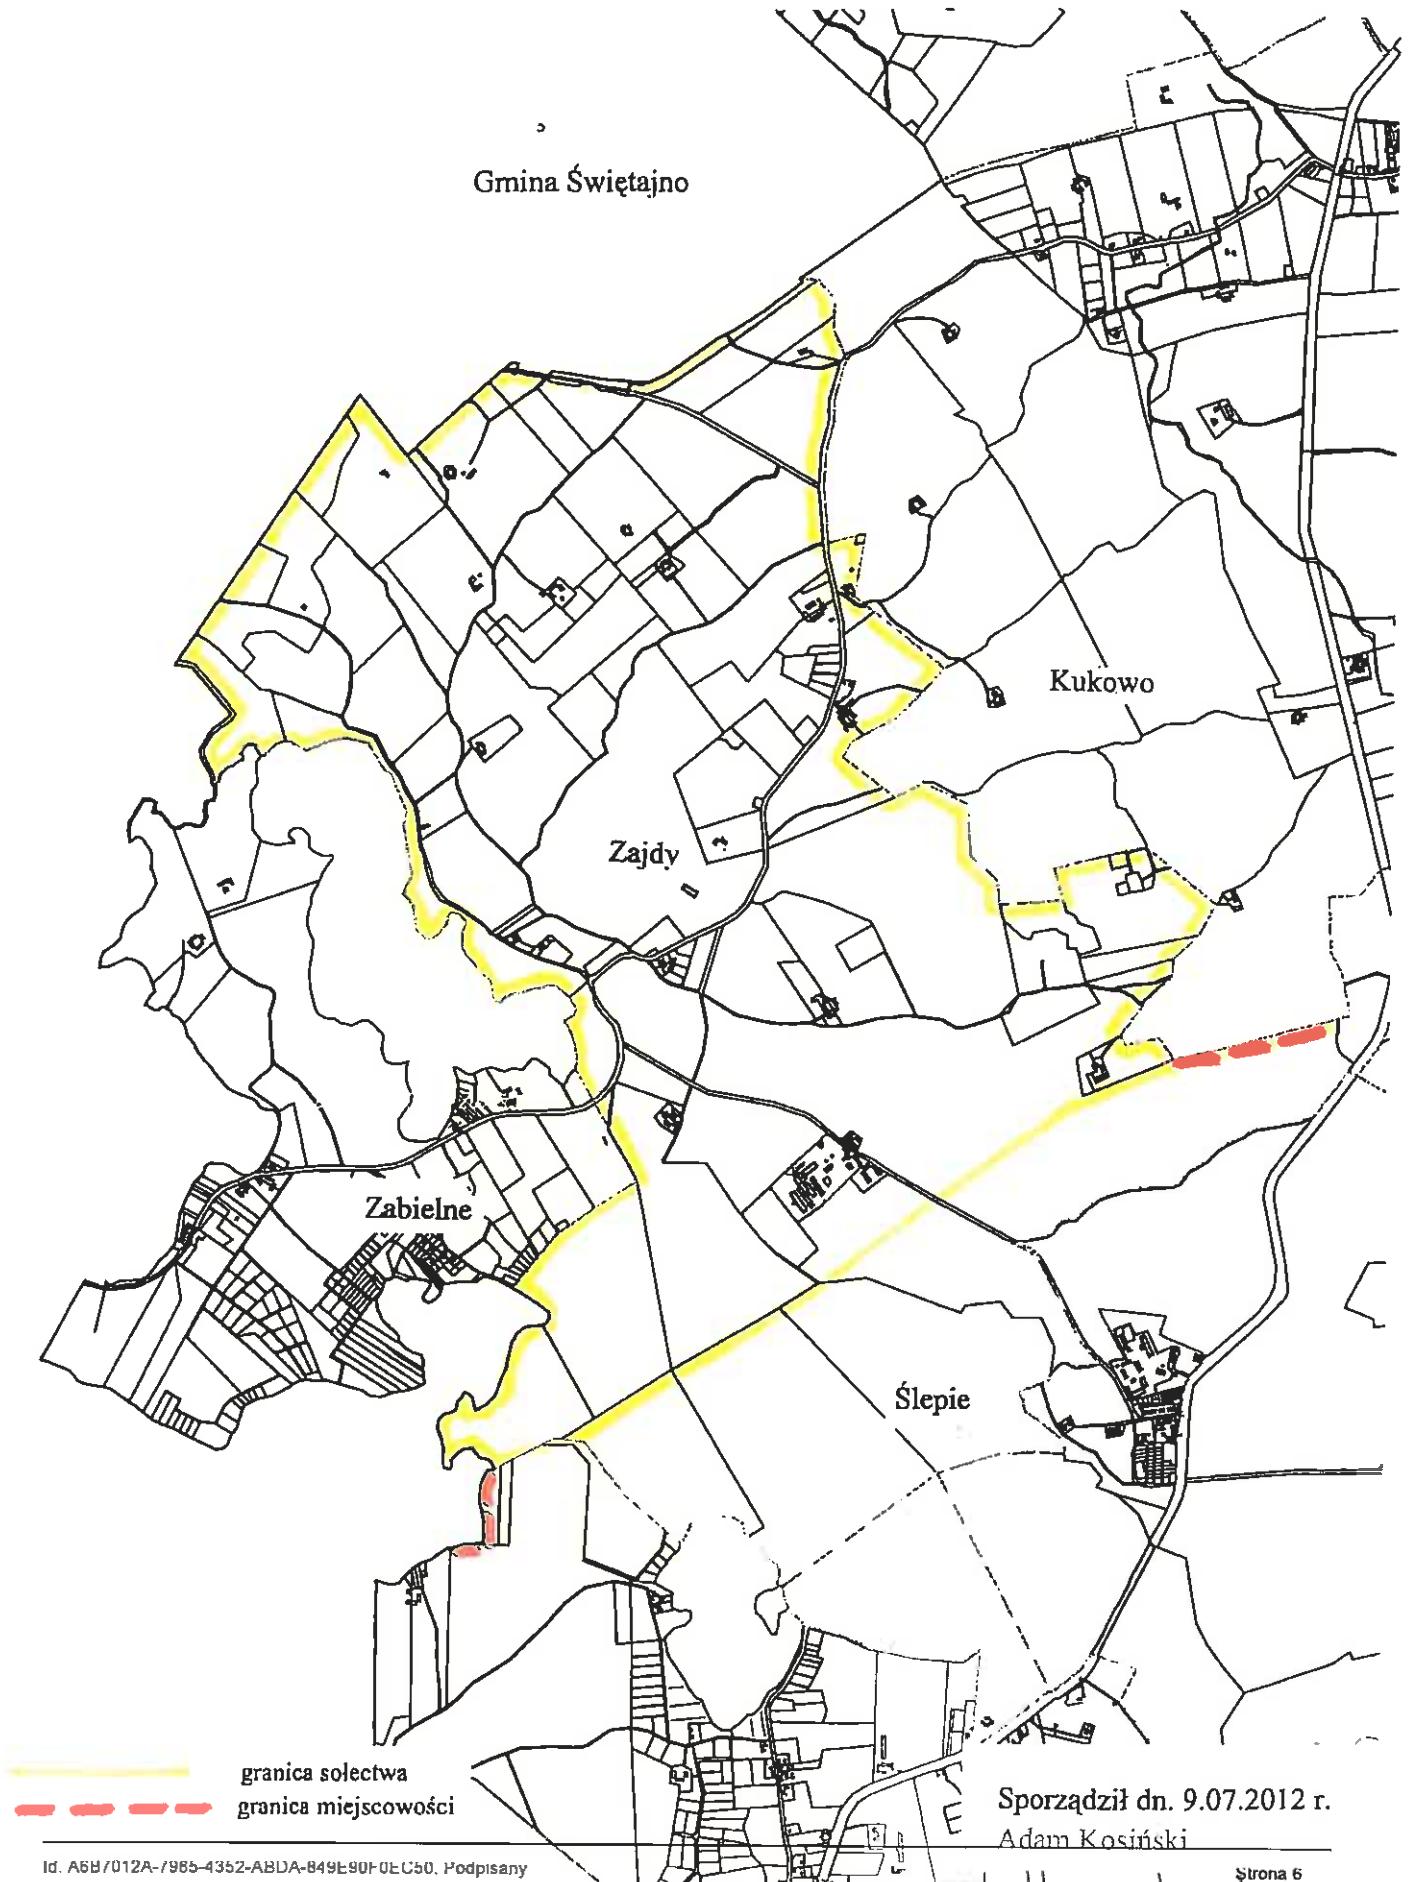 Gmina Świętajno
Kukowo
Zajdy
Zabielne
Ślepie
granica sołectwa
granica miejscowości
Sporządził dn. 9.07.2012 r.
Adam Kosiński
Id. A6B7012A-7985-4352-ABDA-849E90F0EC50. Podpisany
Strona 6